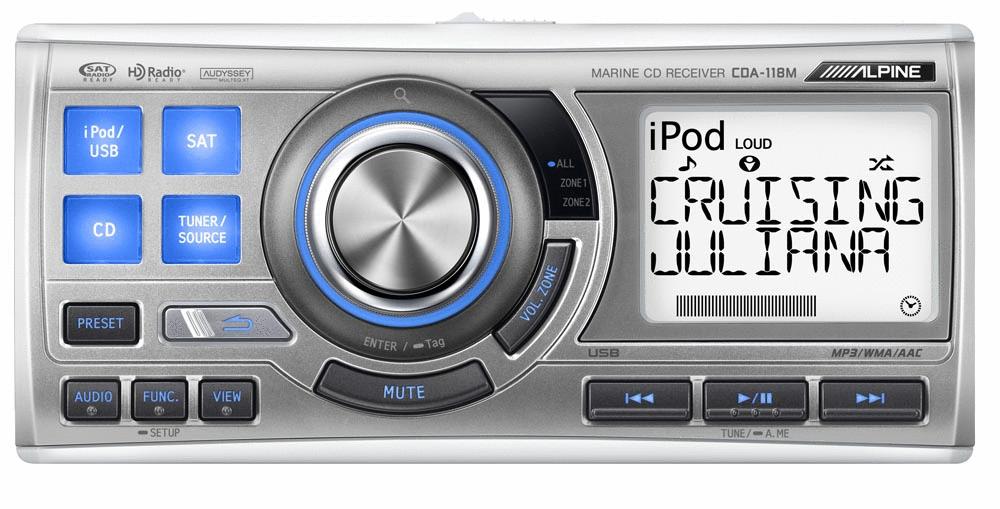 SAT RADIO READY
HD Radio® READY
AUDYSSEY MULTEQ XT
MARINE CD RECEIVER CDA-118M ALPINE
iPod/
USB
SAT
CD
TUNER/
SOURCE
ALL
ZONE1
ZONE2
VOL. ZONE
iPod LOUD
CRUISING
JULIANA
PRESET
ENTER / Tag
MUTE
USB
MP3/WMA/AAC
AUDIO
FUNC.
VIEW
SETUP
TUNE/ A.ME